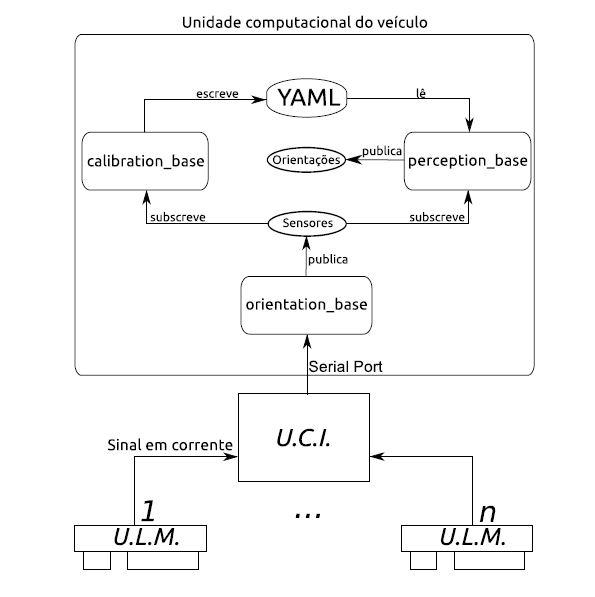 Unidade computacional do veículo
escreve
YAML
lê
calibration_base
Orientações
publica
perception_base
subscreve
Sensores
subscreve
publica
orientation_base
Serial Port
U.C.I.
Sinal em corrente
1
...
n
U.L.M.
U.L.M.